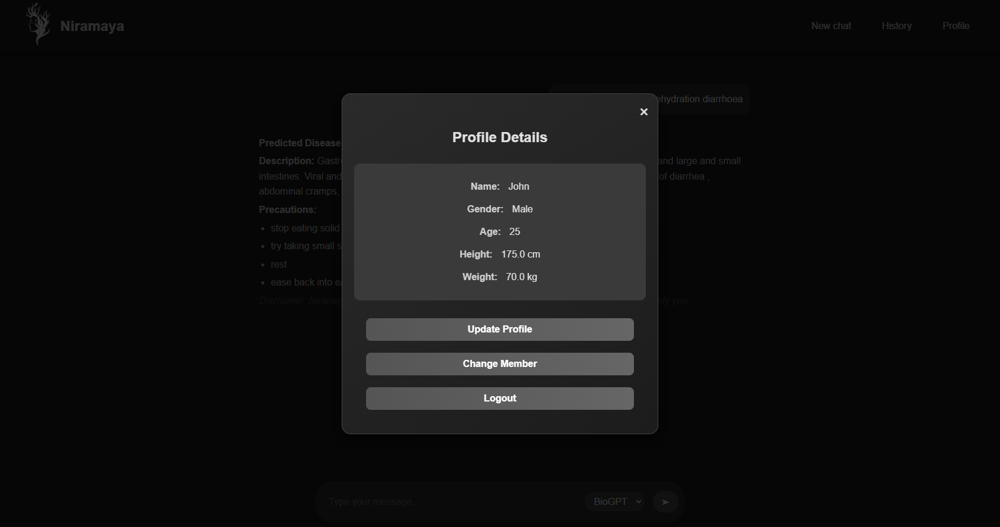 Niramaya
New chat
History
Profile
ehydration diarrhoea
×
Profile Details
Predicted Disease
Description: Gastr
and large and small
intestines. Viral and
of diarrhea ,
abdominal cramps,
Precautions:
stop eating solid
try taking small s
rest
ease back into ea
Disclaimer: Nirama
ify you.
Name: John
Gender: Male
Age: 25
Height: 175.0 cm
Weight: 70.0 kg
Update Profile
Change Member
Logout
Type your message...
BioGPT